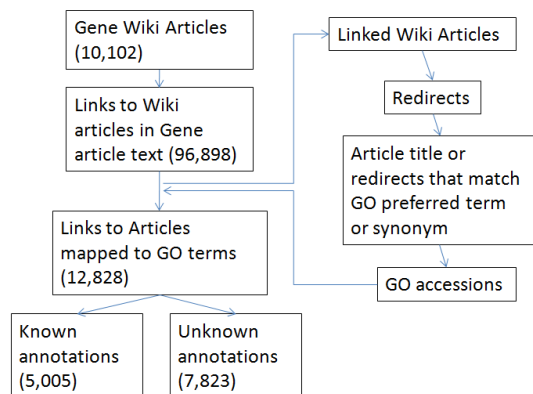 Gene Wiki Articles
(10,102)
Links to Wiki
articles in Gene
article text (96,898)
Links to Articles
mapped to GO terms
(12,828)
Known
annotations
(5,005)
Unknown
annotations
(7,823)
Linked Wiki Articles
Redirects
Article title or
redirects that match
GO preferred term
or synonym
GO accessions